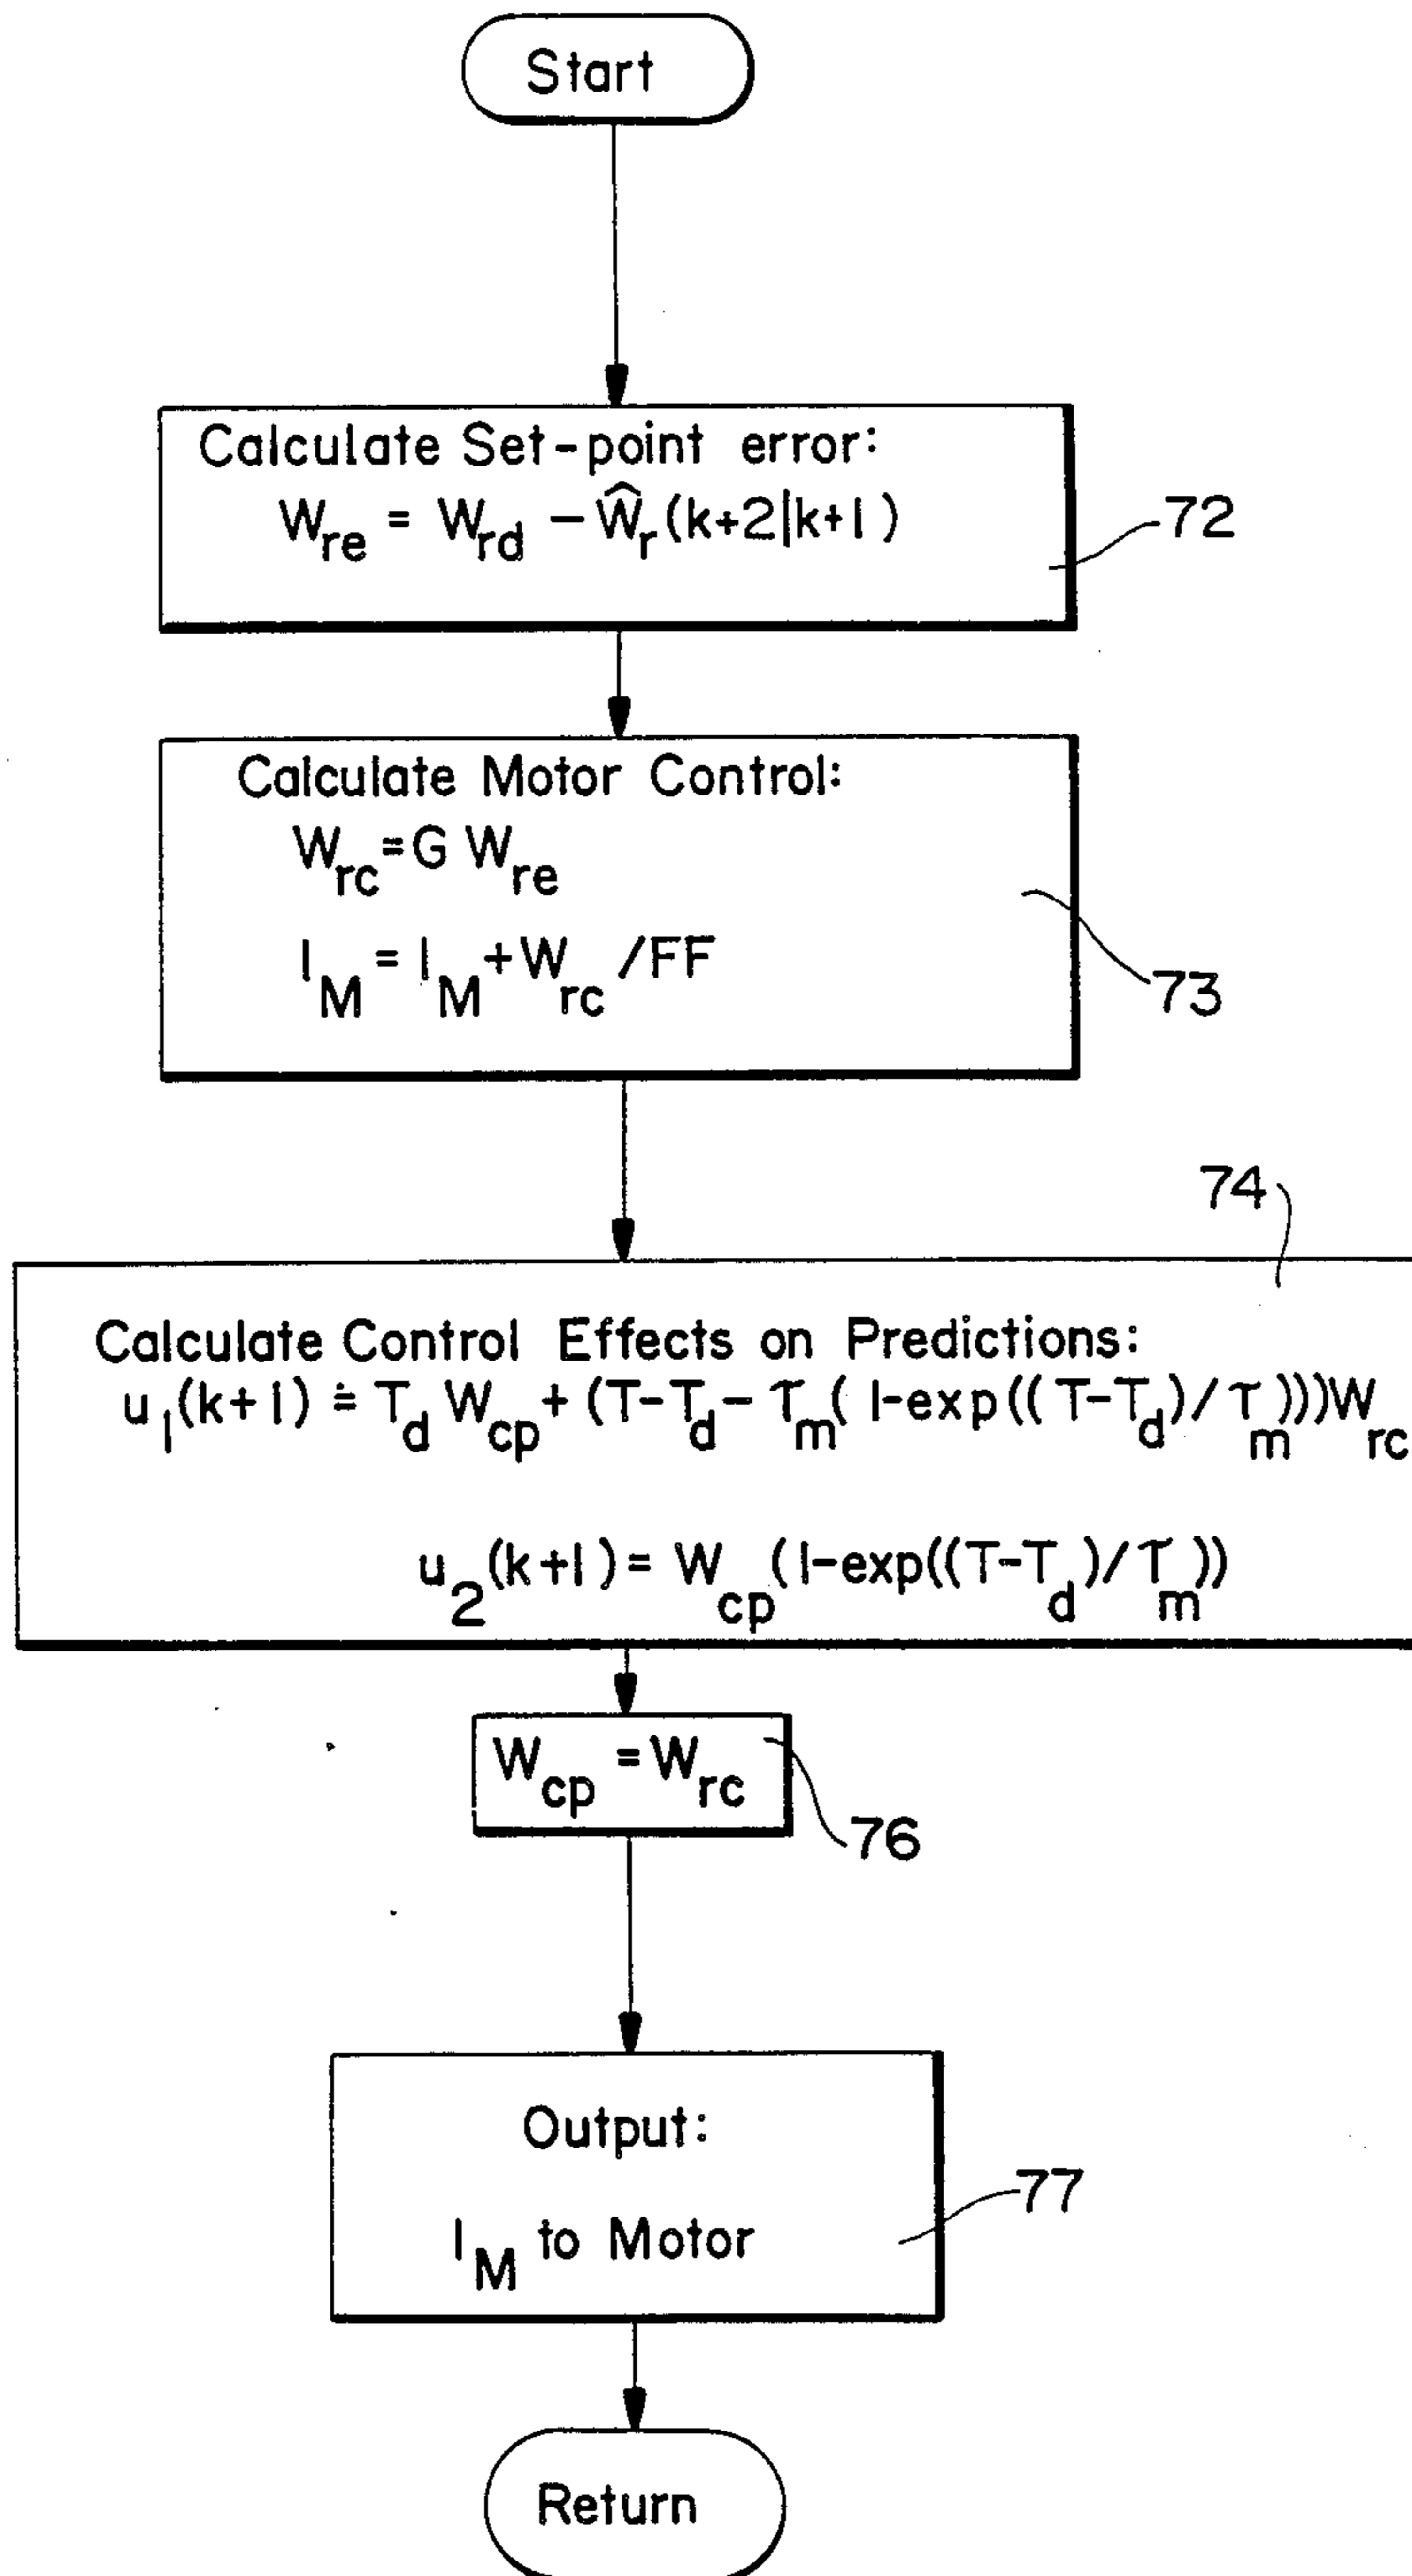 Start
Calculate Set-point error:
W_re = W_rd - Ŵ_r(k+2|k+1)
72
Calculate Motor Control:
W_rc = G W_re
I_M = I_M + W_rc /FF
73
74
Calculate Control Effects on Predictions:
u_1(k+1) = T_d W_cp + (T-T_d - τ_m(1-exp((T-T_d)/τ_m)))W_rc
u_2(k+1) = W_cp(1-exp((T-T_d)/τ_m))
W_cp = W_rc
76
Output:
I_M to Motor
77
Return